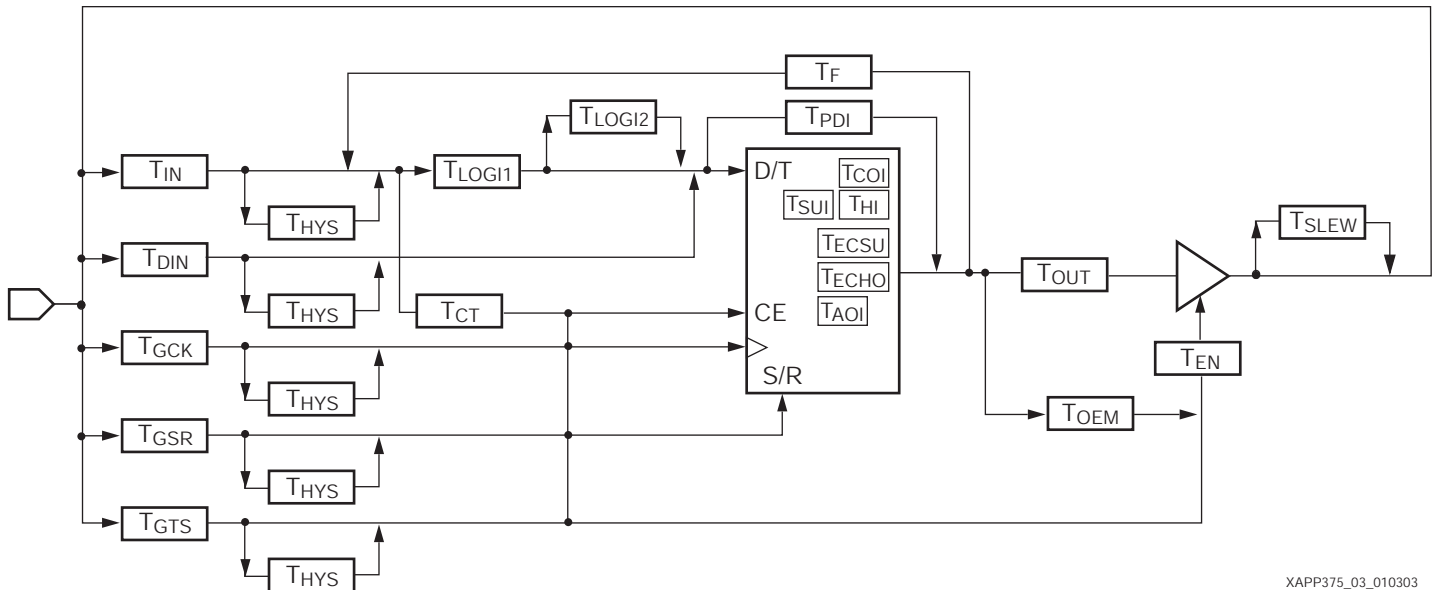 TF
TLOGI2
TPDI
TIN
TLOGI1
D/T
TCOI
THYS
TSUI
THI
TSLEW
TDIN
TECSU
THYS
TECHO
TOUT
TCT
CE
TAOI
TGCK
TEN
THYS
S/R
TOEM
TGSR
THYS
TGTS
THYS
XAPP375_03_010303